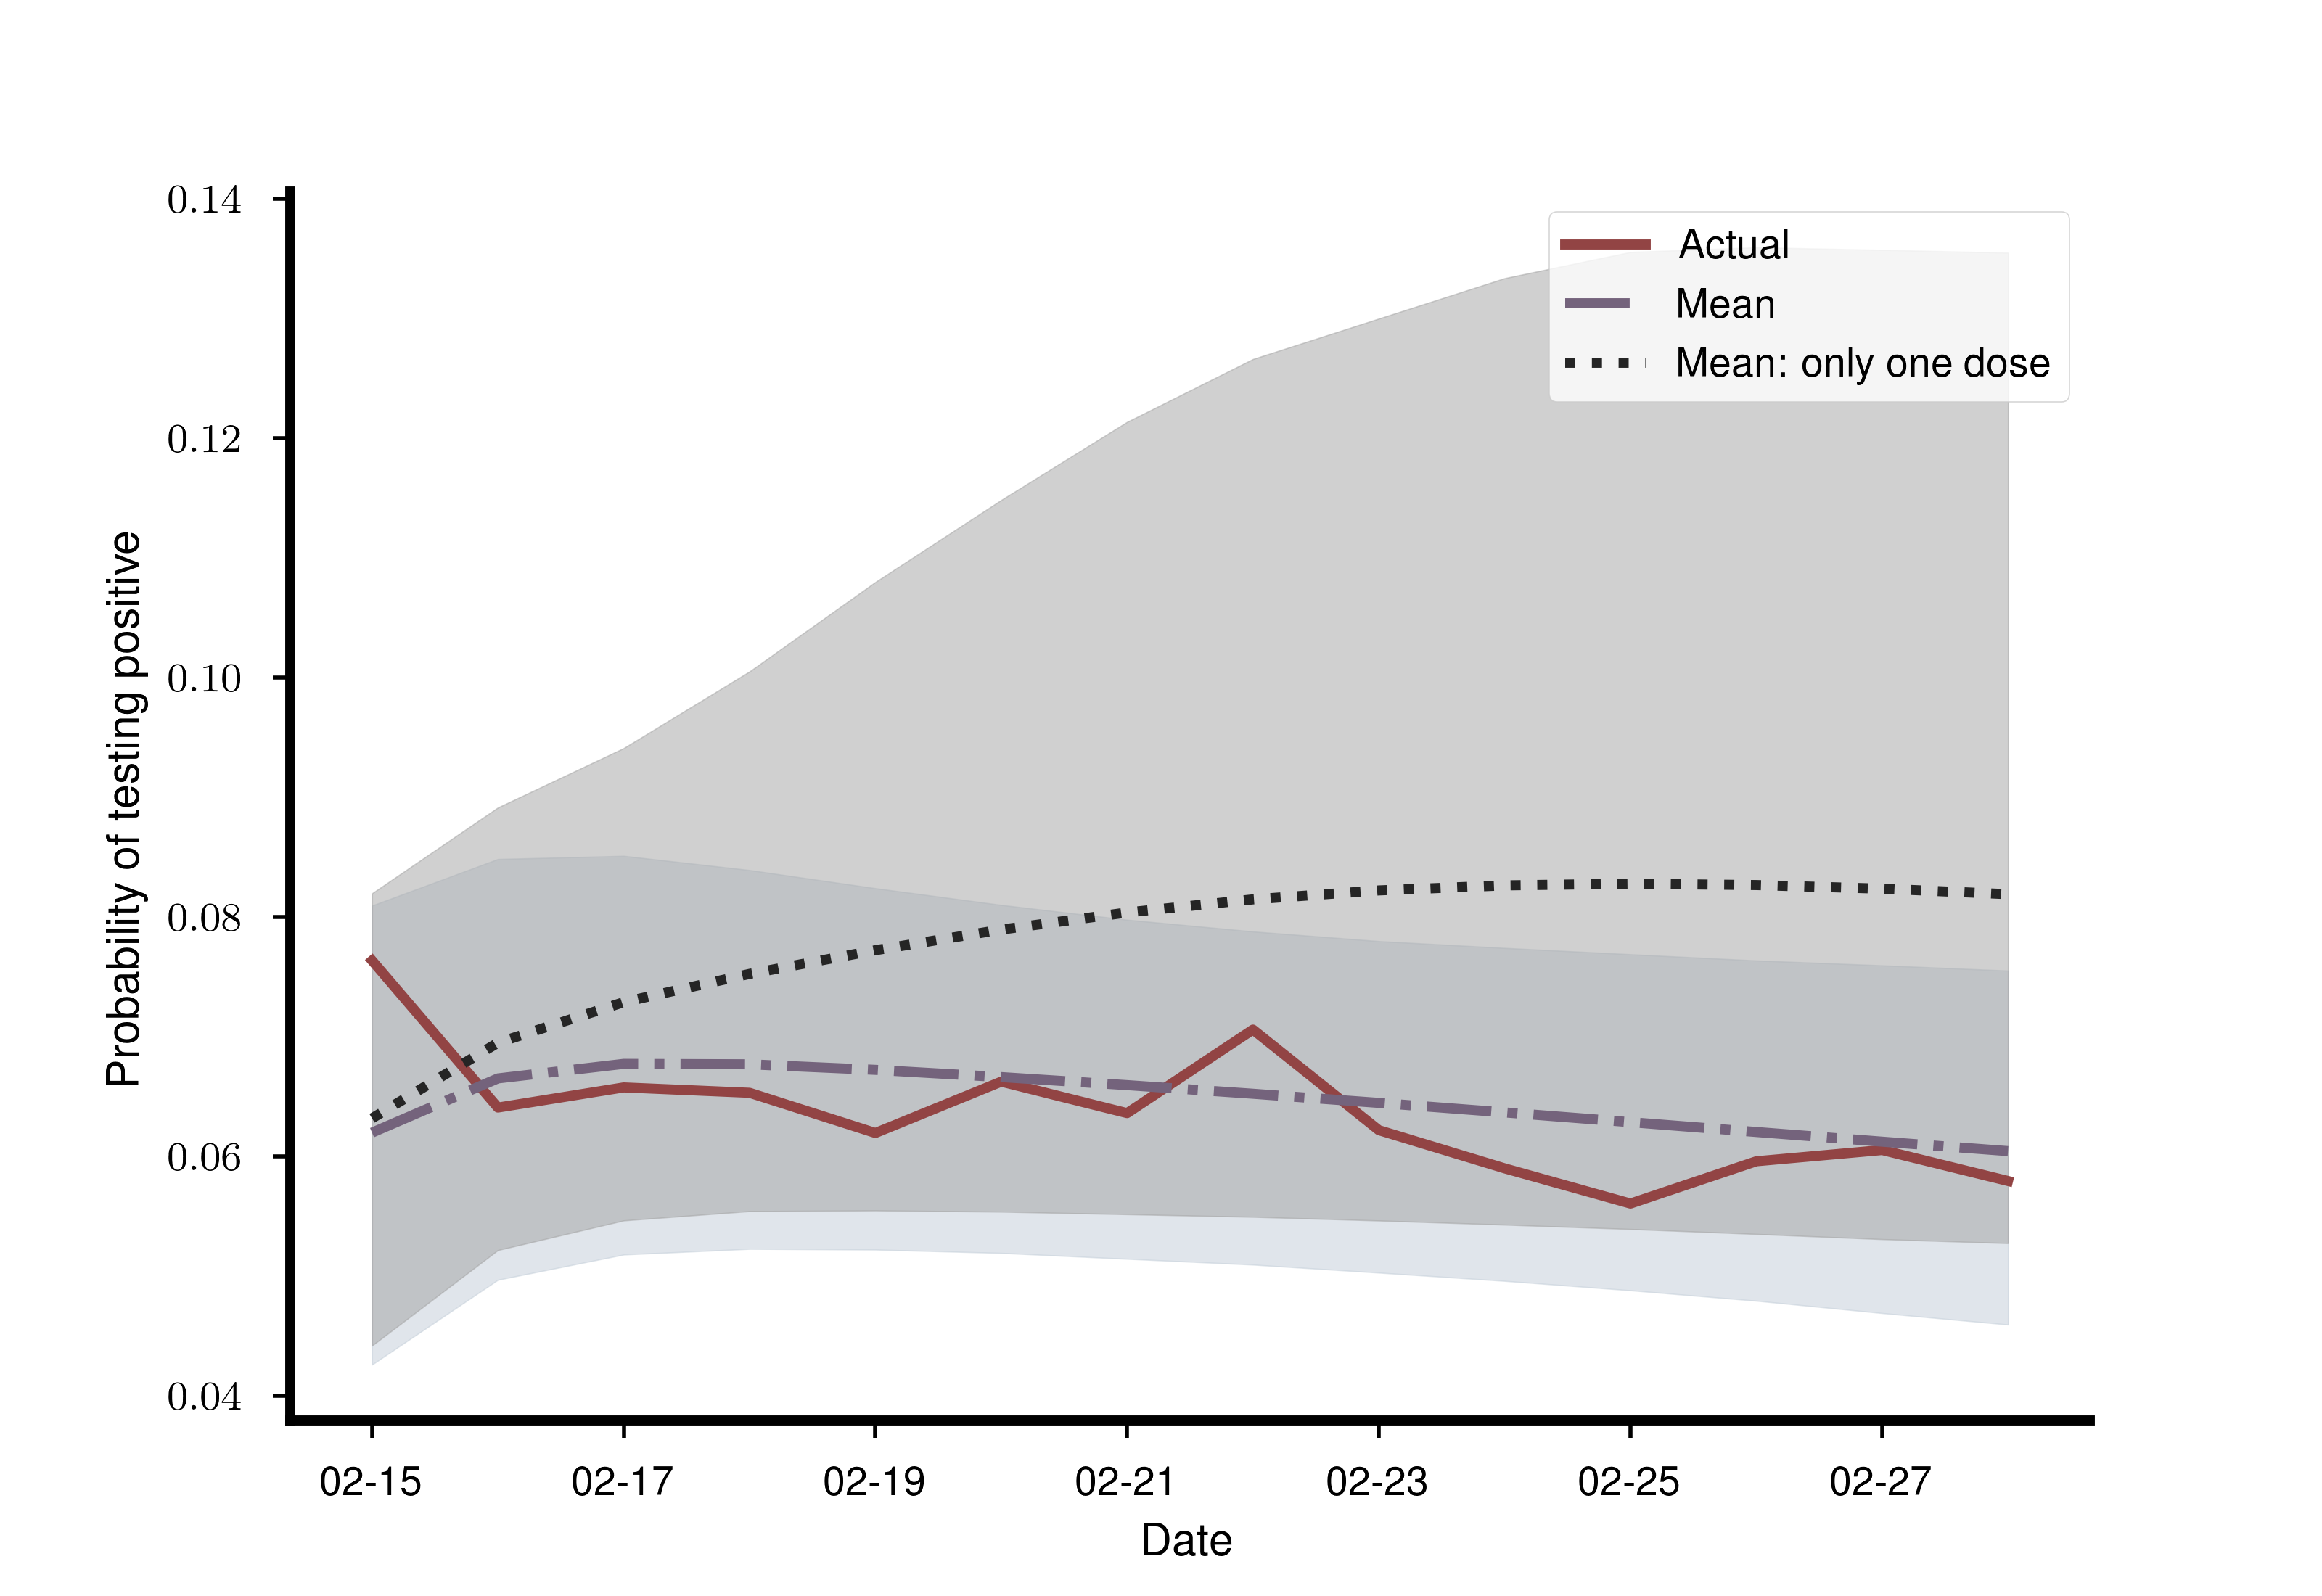 0.14
0.12
0.10
0.08
0.06
0.04
Probability of testing positive
Actual
Mean
Mean: only one dose
02-15 02-17 02-19 02-21 02-23 02-25 02-27
Date